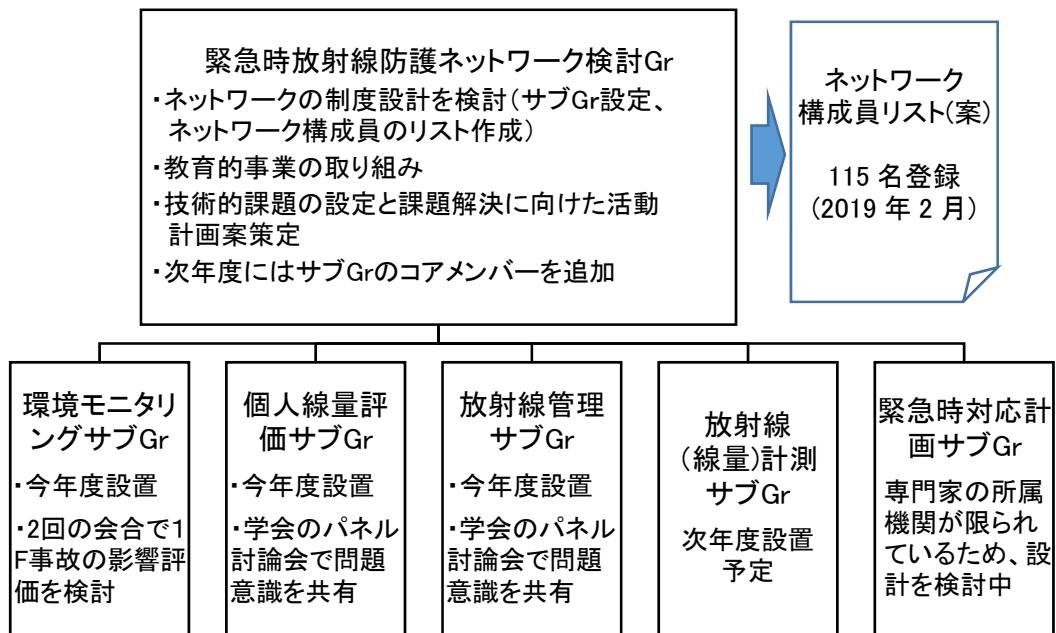 緊急時放射線防護ネットワーク検討Gr
・ネットワークの制度設計を検討（サブGr設定、
ネットワーク構成員のリスト作成）
・教育的事業の取り組み
・技術的課題の設定と課題解決に向けた活動
計画案策定
・次年度にはサブGrのコアメンバーを追加
ネットワーク
構成員リスト(案)
115 名登録
(2019 年 2 月)
環境モニタリ
ングサブGr
・今年度設置
・2回の会合で1
F事故の影響評
価を検討
個人線量評
価サブGr
・今年度設置
・学会のパネル
討論会で問題
意識を共有
放射線管理
サブGr
・今年度設置
・学会のパネル
討論会で問題
意識を共有
放射線
（線量）計測
サブGr
次年度設置
予定
緊急時対応計
画サブGr
専門家の所属
機関が限られ
ているため、設
計を検討中